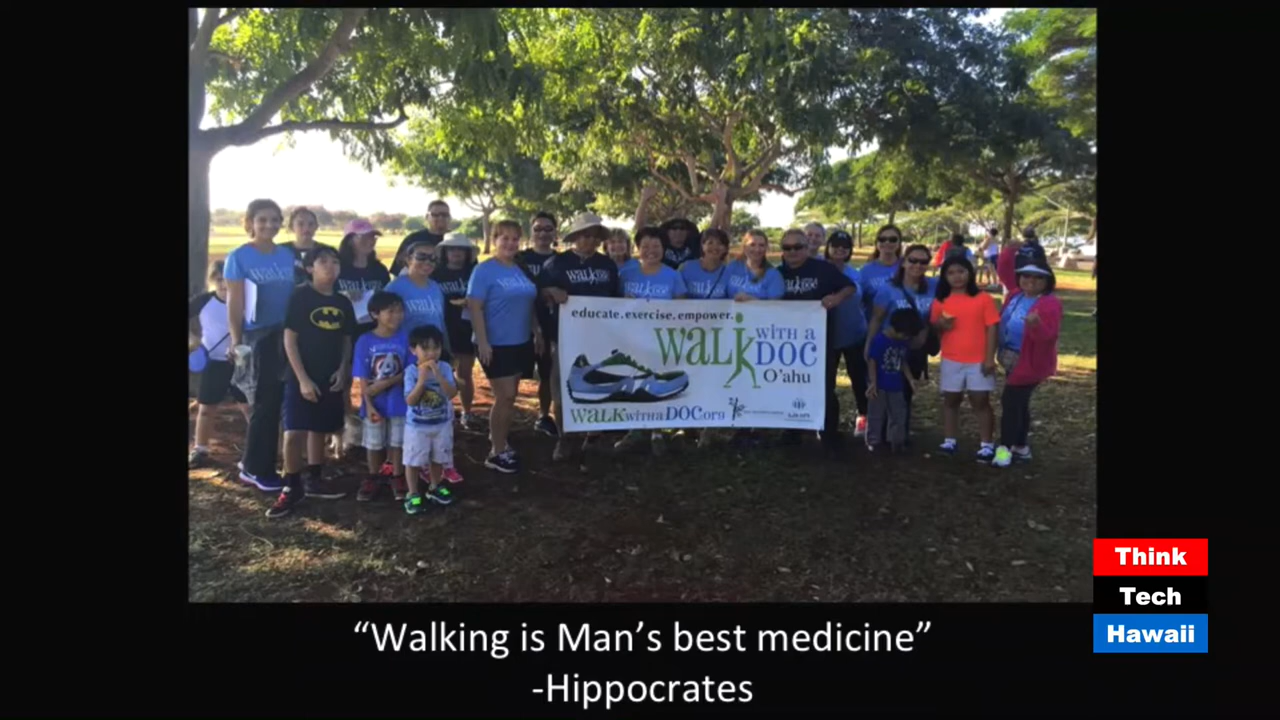 educate.exercise.empower.
walk WITH A DOC
O'ahu
WALKWITHADOC.org
Think
Tech
Hawaii
“Walking is Man’s best medicine”
-Hippocrates